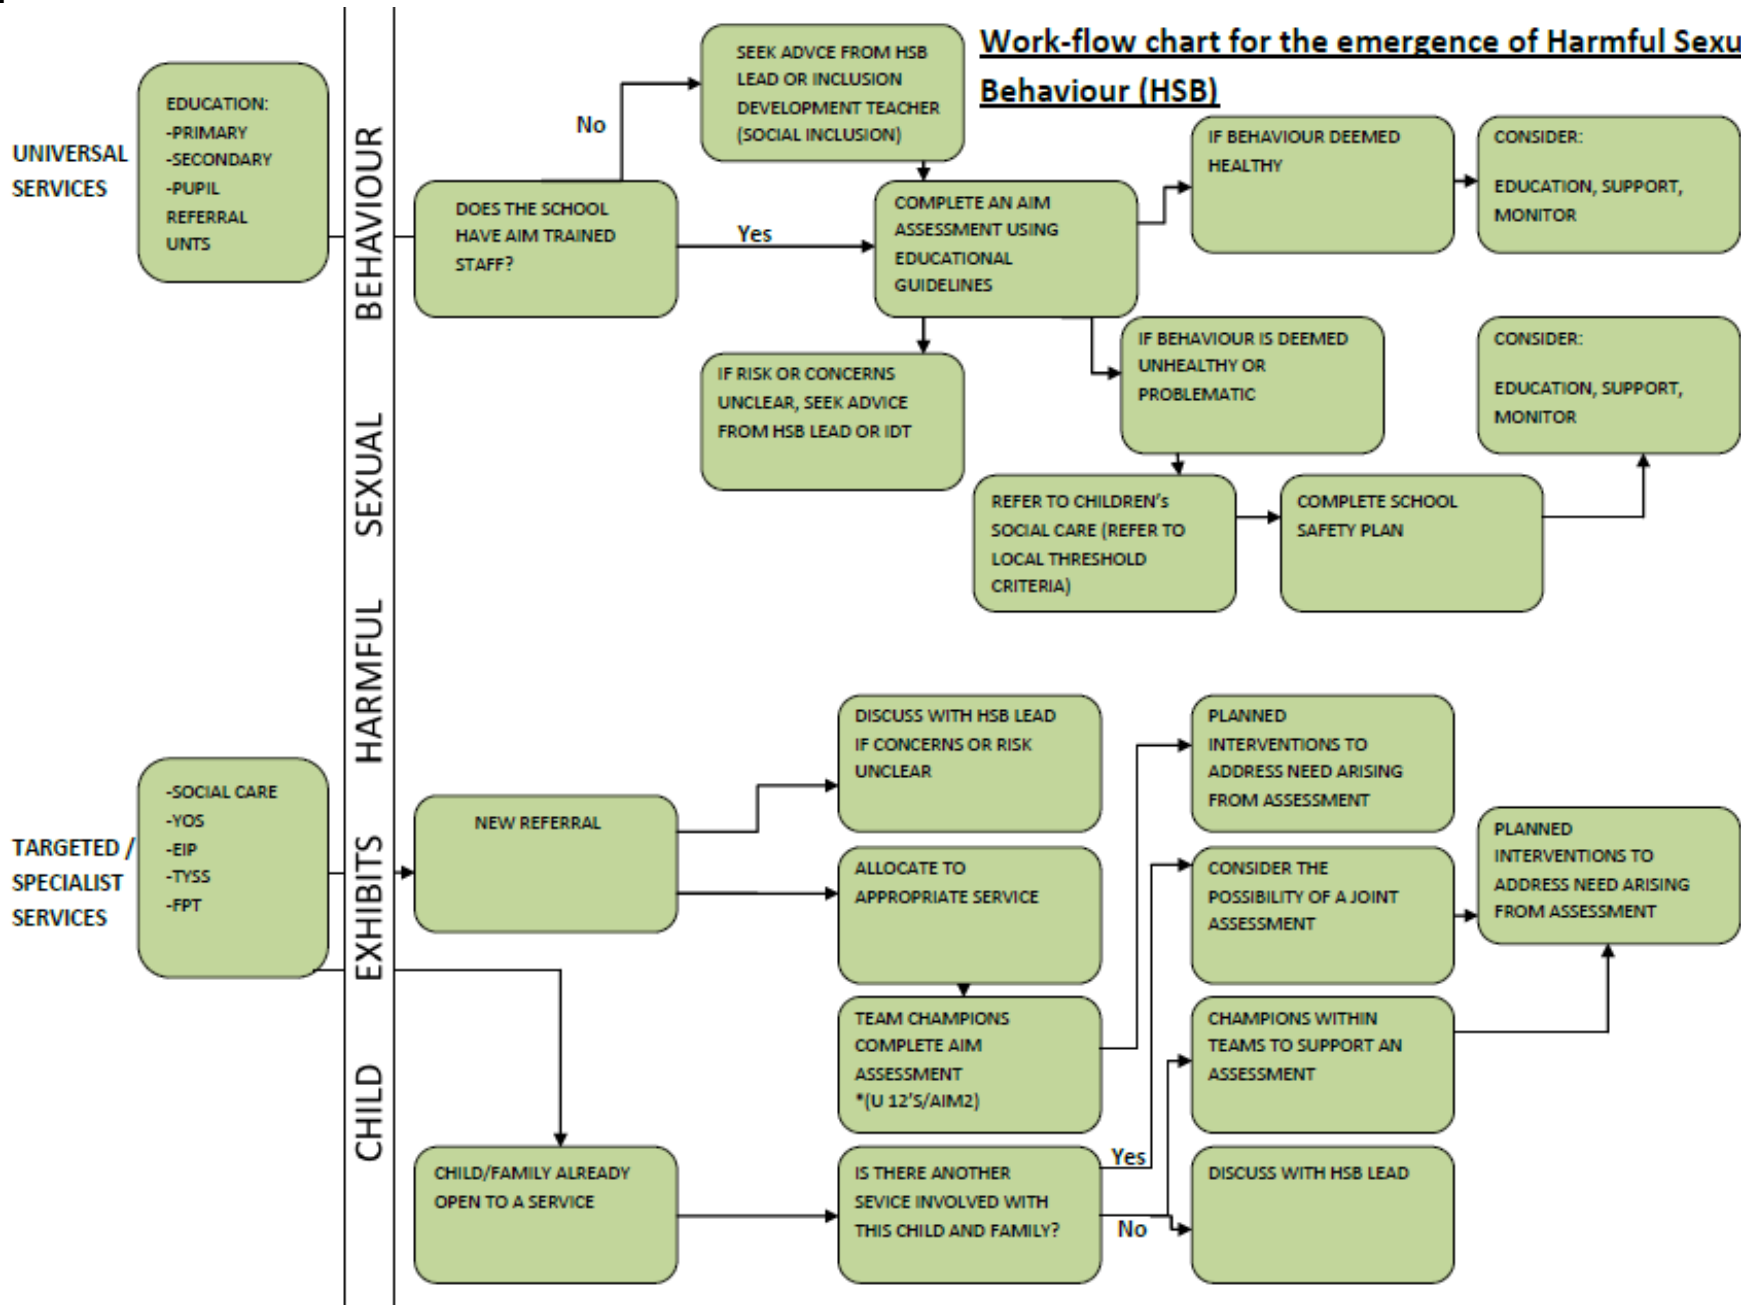 Work-flow chart for the emergence of Harmful Sexu
Behaviour (HSB)
UNIVERSAL
SERVICES
EDUCATION:
-PRIMARY
-SECONDARY
-PUPIL
REFERRAL
UNTS
CHILD EXHIBITS HARMFUL SEXUAL BEHAVIOUR
DOES THE SCHOOL
HAVE AIM TRAINED
STAFF?
No
Yes
SEEK ADVCE FROM HSB
LEAD OR INCLUSION
DEVELOPMENT TEACHER
(SOCIAL INCLUSION)
COMPLETE AN AIM
ASSESSMENT USING
EDUCATIONAL
GUIDELINES
IF BEHAVIOUR DEEMED
HEALTHY
CONSIDER:
EDUCATION, SUPPORT,
MONITOR
IF RISK OR CONCERNS
UNCLEAR, SEEK ADVICE
FROM HSB LEAD OR IDT
IF BEHAVIOUR IS DEEMED
UNHEALTHY OR
PROBLEMATIC
REFER TO CHILDREN's
SOCIAL CARE (REFER TO
LOCAL THRESHOLD
CRITERIA)
COMPLETE SCHOOL
SAFETY PLAN
CONSIDER:
EDUCATION, SUPPORT,
MONITOR
TARGETED /
SPECIALIST
SERVICES
-SOCIAL CARE
-YOS
-EIP
-TYSS
-FPT
NEW REFERRAL
DISCUSS WITH HSB LEAD
IF CONCERNS OR RISK
UNCLEAR
ALLOCATE TO
APPROPRIATE SERVICE
TEAM CHAMPIONS
COMPLETE AIM
ASSESSMENT
*(U 12'S/AIM2)
PLANNED
INTERVENTIONS TO
ADDRESS NEED ARISING
FROM ASSESSMENT
CONSIDER THE
POSSIBILITY OF A JOINT
ASSESSMENT
PLANNED
INTERVENTIONS TO
ADDRESS NEED ARISING
FROM ASSESSMENT
CHAMPIONS WITHIN
TEAMS TO SUPPORT AN
ASSESSMENT
CHILD/FAMILY ALREADY
OPEN TO A SERVICE
IS THERE ANOTHER
SEVICE INVOLVED WITH
THIS CHILD AND FAMILY?
Yes
No
DISCUSS WITH HSB LEAD